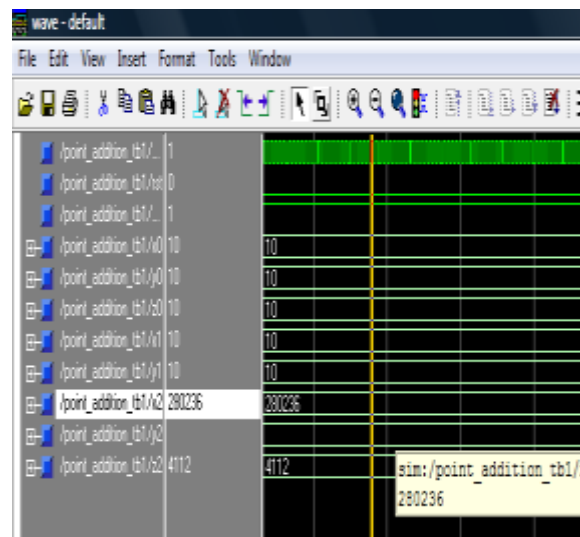 wave - default
File Edit View Insert Format Tools Window
/point_addition_tb1/... 1
/point_addition_tb1/rst 0
/point_addition_tb1/... 1
/point_addition_tb1/x0 10 10
/point_addition_tb1/y0 10 10
/point_addition_tb1/z0 10 10
/point_addition_tb1/x1 10 10
/point_addition_tb1/y1 10 10
/point_addition_tb1/x2 280236 280236
/point_addition_tb1/y2
/point_addition_tb1/z2 4112 4112
sim:/point_addition_tb1/
280236